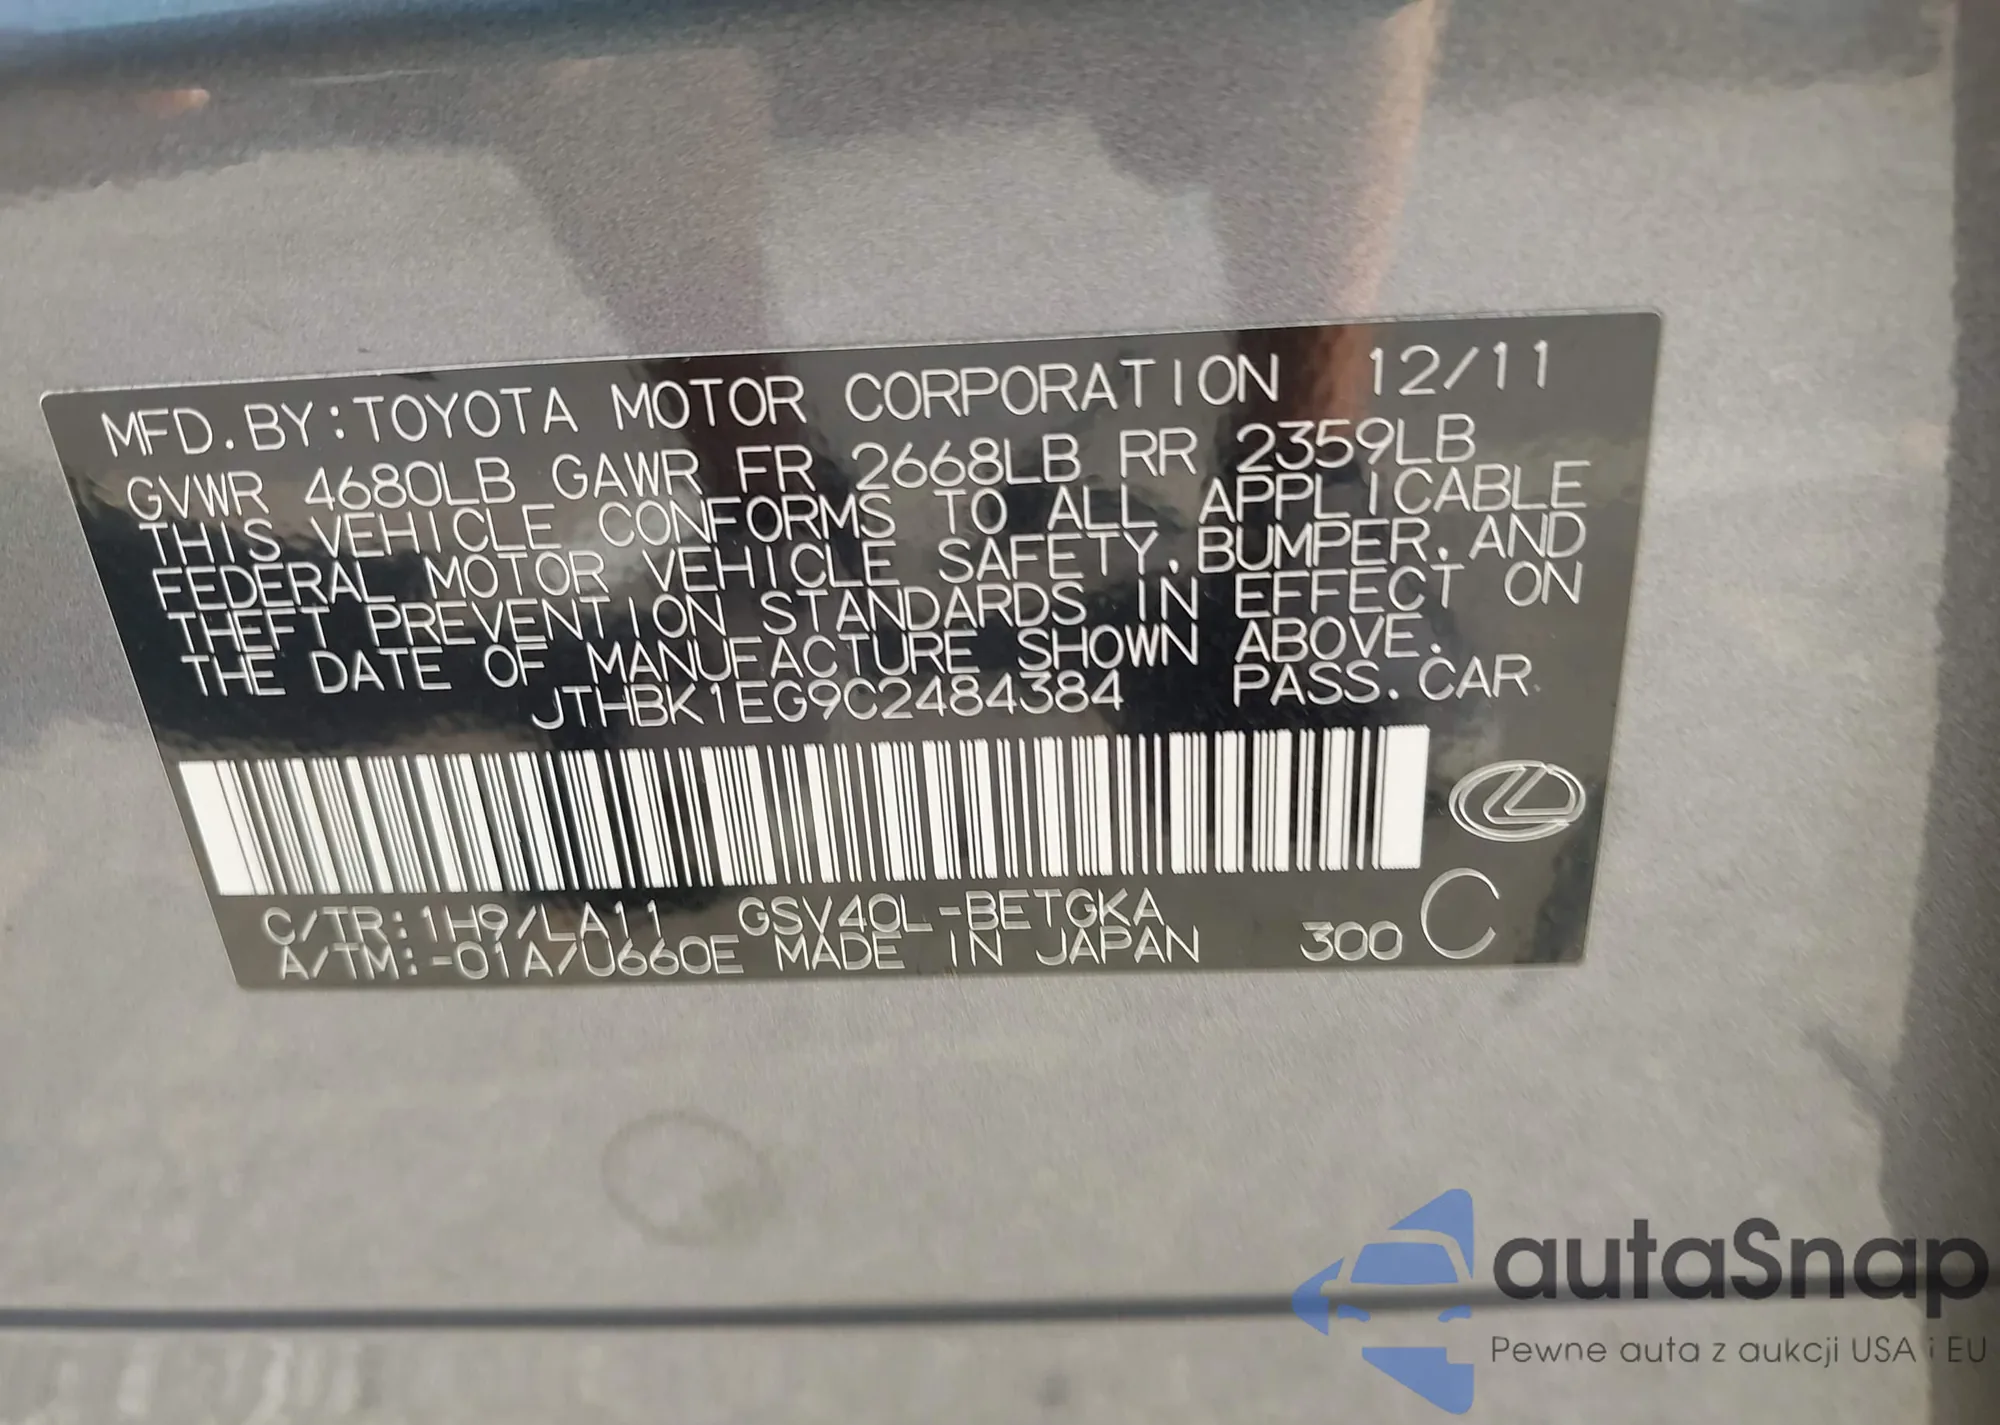 MFD. BY: TOYOTA MOTOR CORPORATION 12/11
GVWR 4680LB GAWR FR 2668LB RR 2359LB
THIS VEHICLE CONFORMS TO ALL APPLICABLE
FEDERAL MOTOR VEHICLE SAFETY, BUMPER, AND
THEFT PREVENTION STANDARDS IN EFFECT ON
THE DATE OF MANUFACTURE SHOWN ABOVE.
JTHBK1EG9C2484384 PASS. CAR
C/TR: 1H9/LA11 GSV40L-BETGKA
A/TM: -01A/U660E MADE IN JAPAN 300 C
autaSnap
Pewne auta z aukcji USA i EU